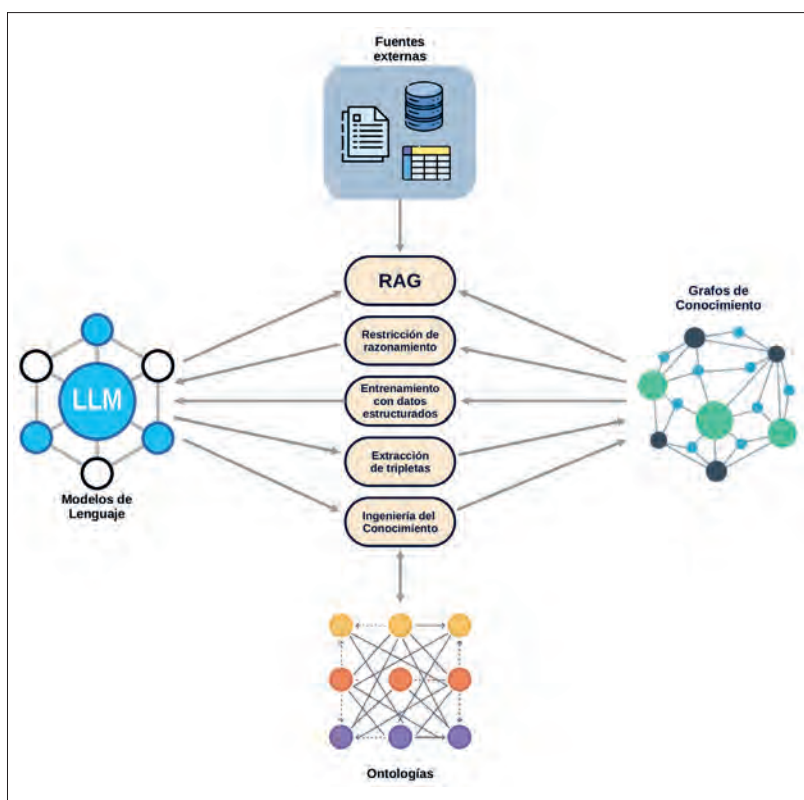 Fuentes
externas
RAG
Grafos de
Conocimiento
Restricción de
razonamiento
LLM
Entrenamiento
con datos
estructurados
Extracción
de tripletas
Modelos de
Lenguaje
Ingeniería del
Conocimiento
Ontologías